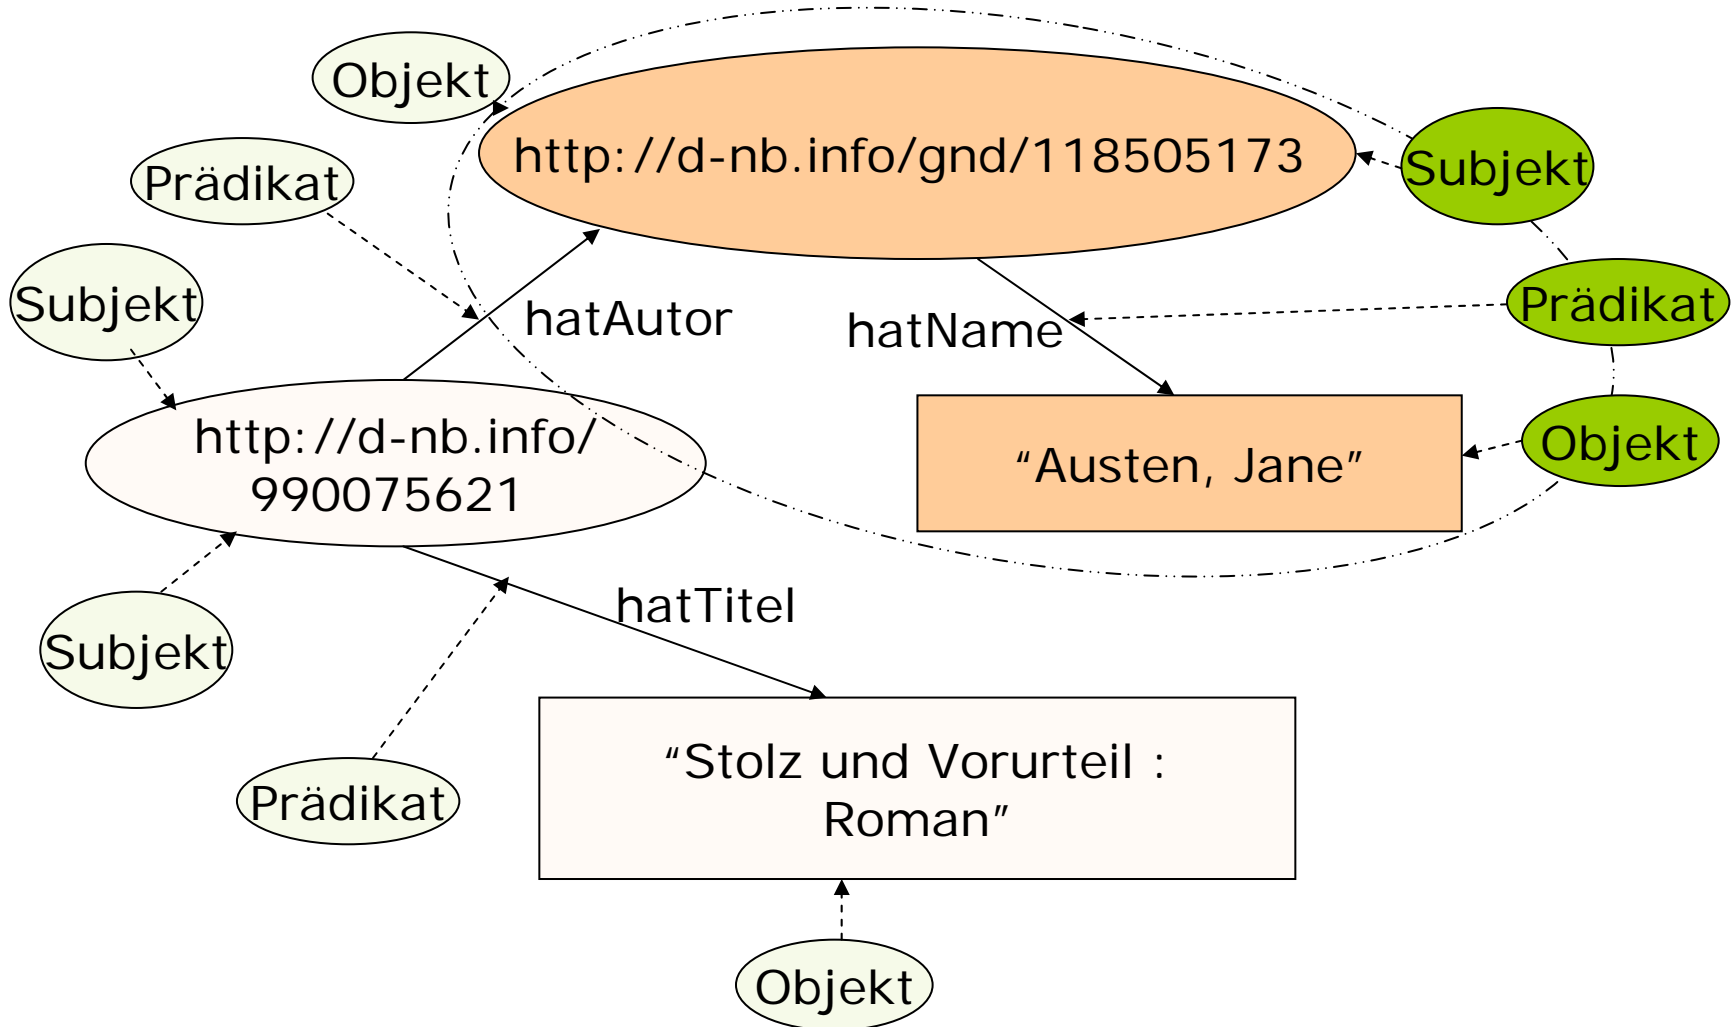 Objekt
http://d-nb.info/gnd/118505173
Subjekt
Prädikat
Subjekt
hatAutor
hatName
Prädikat
http://d-nb.info/
990075621
“Austen, Jane”
Objekt
hatTitel
Subjekt
“Stolz und Vorurteil :
Roman”
Prädikat
Objekt